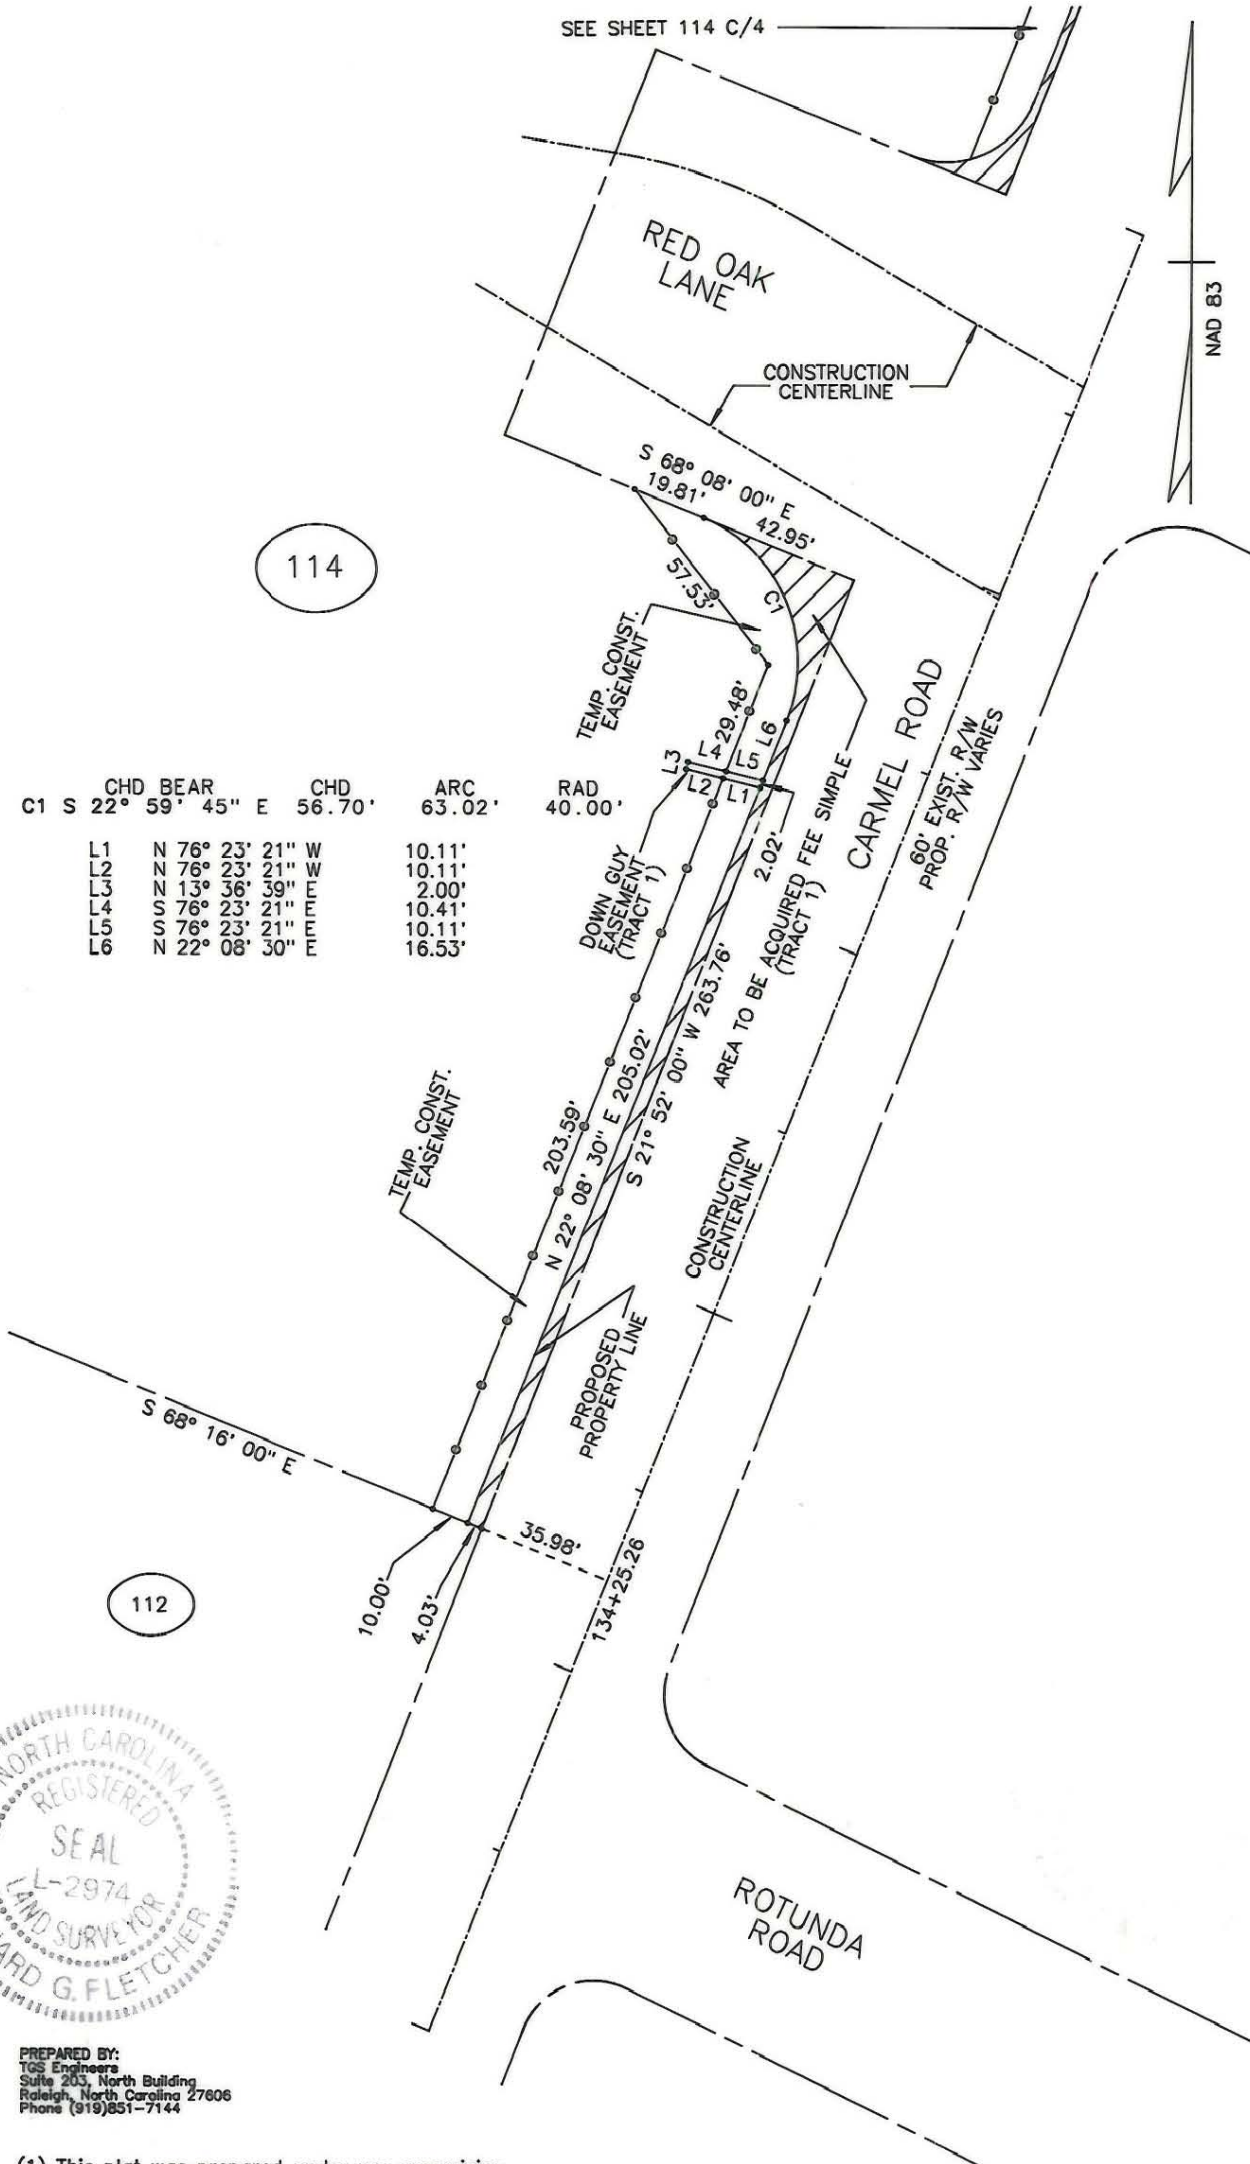 SEE SHEET 114 C/4
RED OAK
LANE
NAD 83
CONSTRUCTION
CENTERLINE
S 68° 08' 00" E
19.81'
42.95'
114
57.53'
C1
TEMP. CONST.
EASEMENT
29.48'
L6
L3
L4
L5
L2
L1
CARMEL ROAD
60' EXIST. R/W
PROP. R/W VARIES
CHD BEAR CHD ARC RAD
C1 S 22° 59' 45" E 56.70' 63.02' 40.00'
L1 N 76° 23' 21" W 10.11'
L2 N 76° 23' 21" W 10.11'
L3 N 13° 36' 39" E 2.00'
L4 S 76° 23' 21" E 10.41'
L5 S 76° 23' 21" E 10.11'
L6 N 22° 08' 30" E 16.53'
DOWN GUY
EASEMENT
(TRACT 1)
2.02'
AREA TO BE ACQUIRED FEE SIMPLE
(TRACT 1)
203.59'
N 22° 08' 30" E 205.02'
S 21° 52' 00" W 263.76'
TEMP. CONST.
EASEMENT
CONSTRUCTION
CENTERLINE
PROPOSED
PROPERTY LINE
S 68° 16' 00" E
35.98'
134+25.26
10.00'
4.03'
112
NORTH CAROLINA
REGISTERED
SEAL
L-2974
LAND SURVEYOR
ARD G. FLETCHER
ROTUNDA
ROAD
PREPARED BY:
TGS Engineers
Suite 203, North Building
Raleigh, North Carolina 27606
Phone (919)851-7144
(1) This plat was prepared